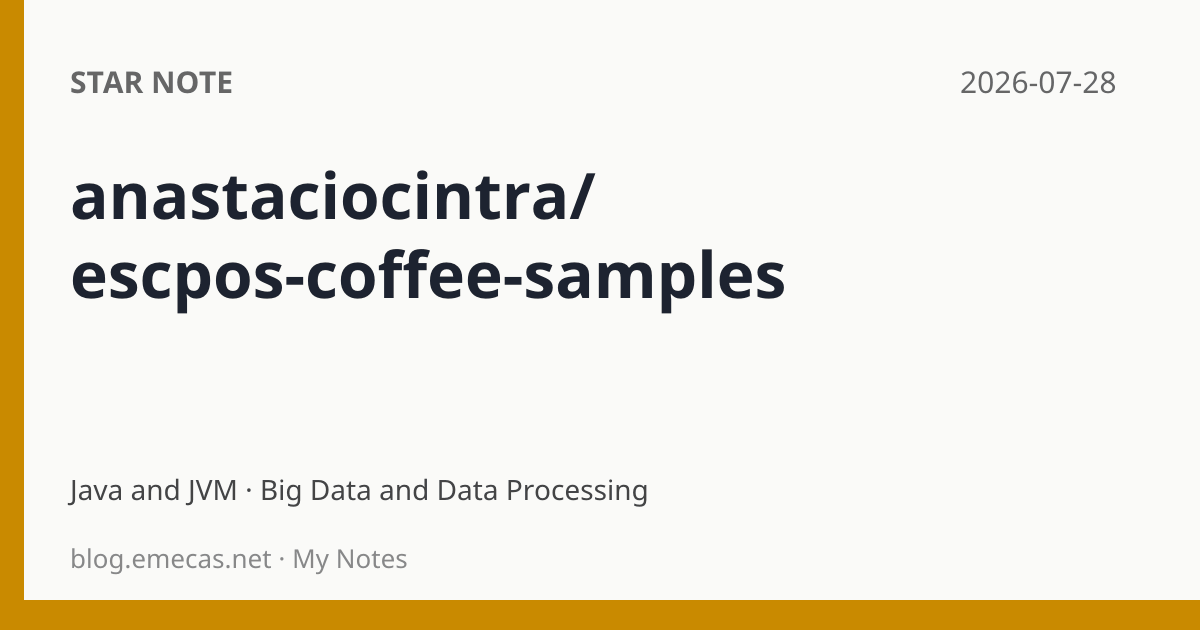 STAR NOTE
2026-07-28
anastaciocintra/
escpos-coffee-samples
Java and JVM · Big Data and Data Processing
blog.emecas.net · My Notes